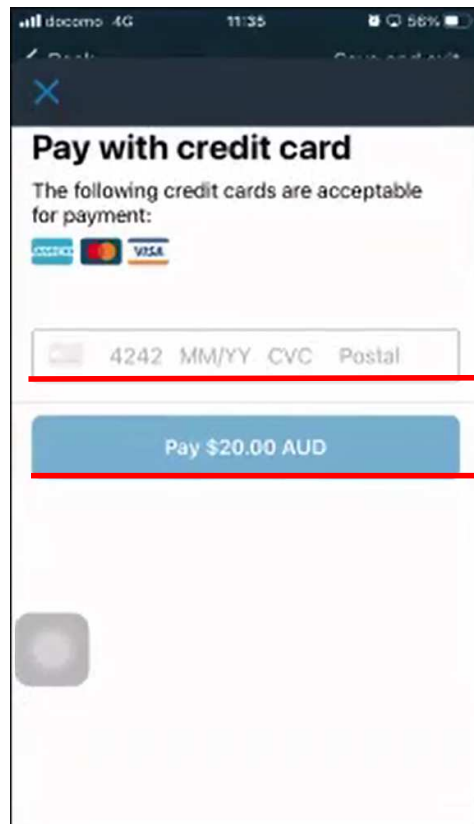 docomo 4G 11:35 56%
Pay with credit card
The following credit cards are acceptable
for payment:
VISA
4242 MM/YY CVC Postal
Pay $20.00 AUD